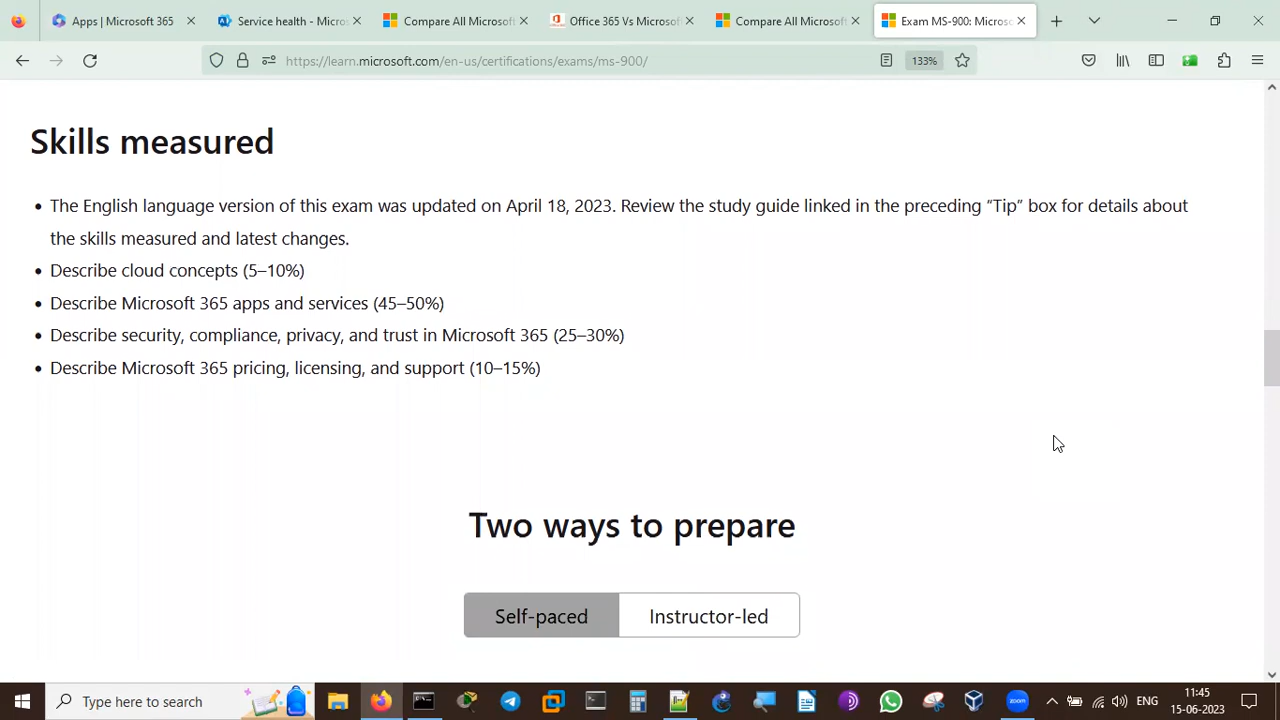 Apps | Microsoft 365
Service health - Micros
Compare All Microsoft
Office 365 Vs Microsof
Compare All Microsoft
Exam MS-900: Microso
https://learn.microsoft.com/en-us/certifications/exams/ms-900/
133%
Skills measured
• The English language version of this exam was updated on April 18, 2023. Review the study guide linked in the preceding “Tip” box for details about
the skills measured and latest changes.
• Describe cloud concepts (5–10%)
• Describe Microsoft 365 apps and services (45–50%)
• Describe security, compliance, privacy, and trust in Microsoft 365 (25–30%)
• Describe Microsoft 365 pricing, licensing, and support (10–15%)
Two ways to prepare
Self-paced
Instructor-led
Type here to search
zoom
ENG
11:45
15-06-2023